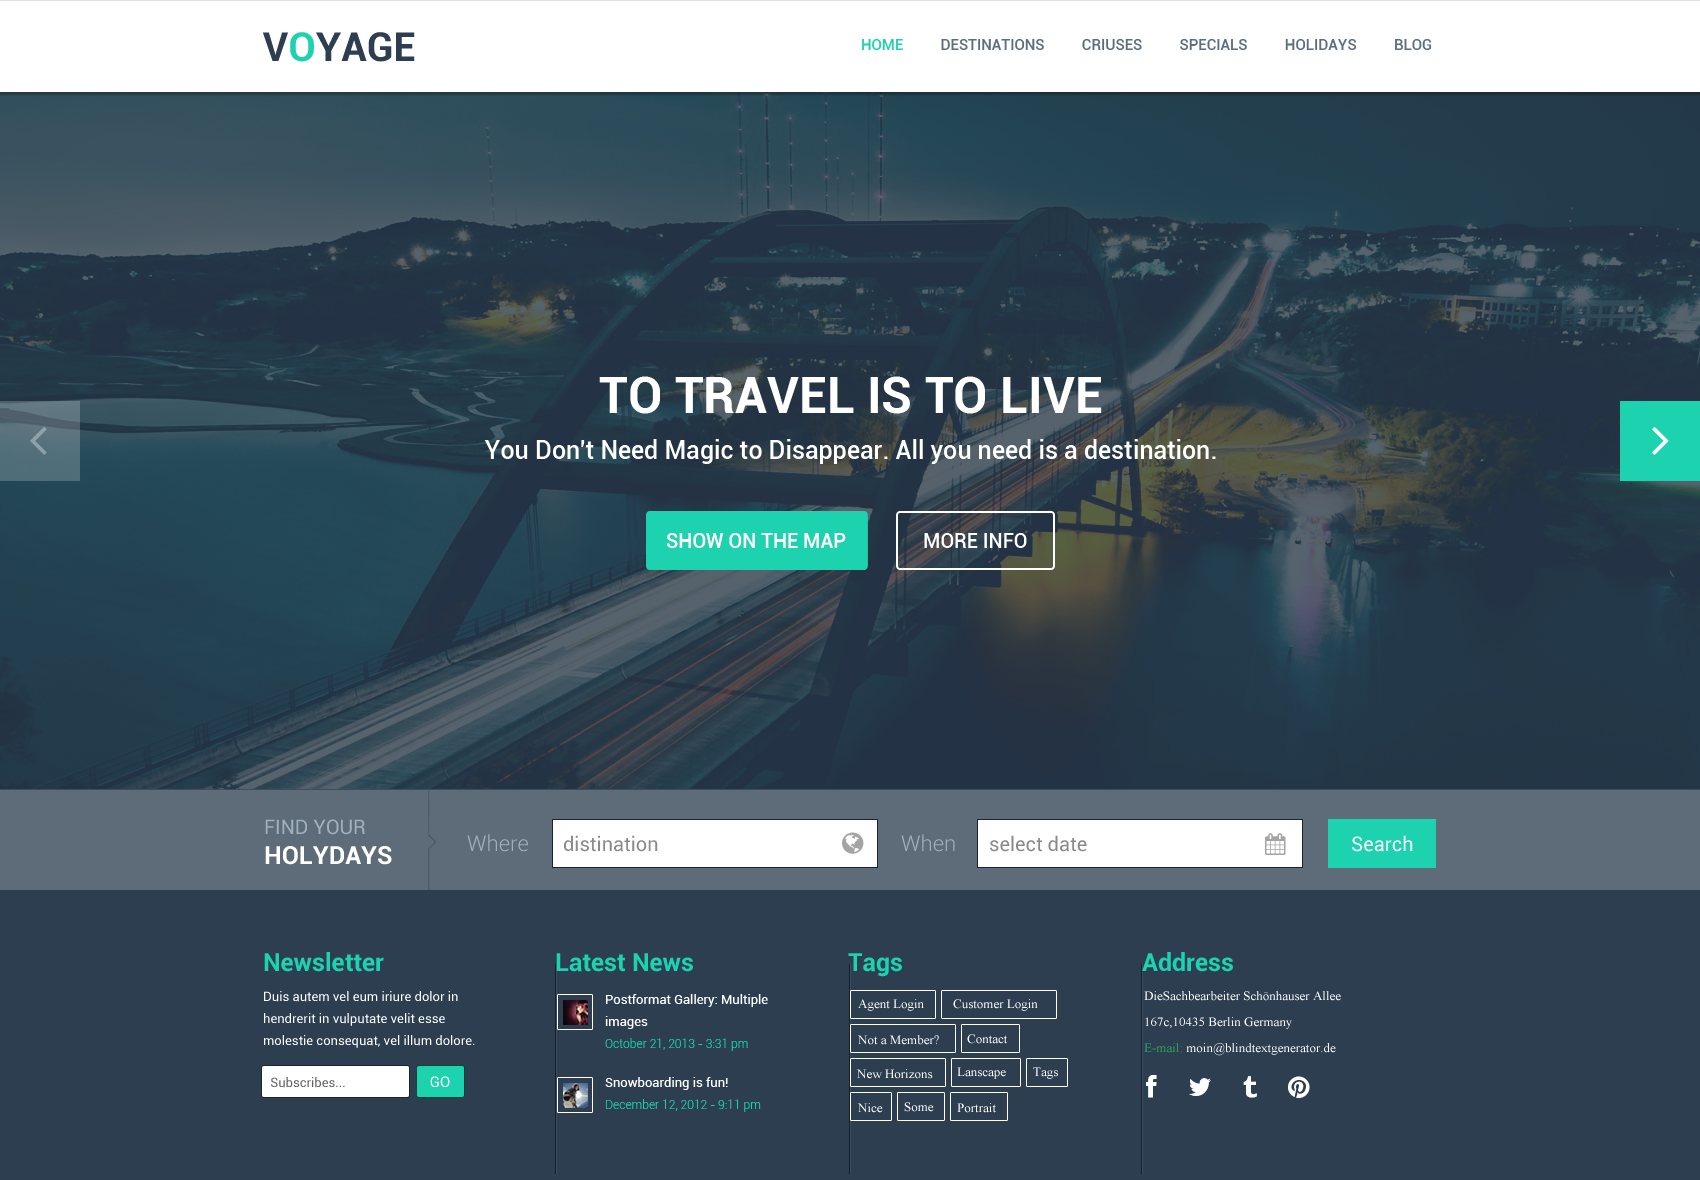 VOYAGE
HOME DESTINATIONS CRIUSES SPECIALS HOLIDAYS BLOG
TO TRAVEL IS TO LIVE
You Don't Need Magic to Disappear. All you need is a destination.
SHOW ON THE MAP MORE INFO
FIND YOUR
HOLYDAYS
Where distination When select date Search
Newsletter
Duis autem vel eum iriure dolor in
hendrerit in vulputate velit esse
molestie consequat, vel illum dolore.
Subscribes... GO
Latest News
Postformat Gallery: Multiple
images
October 21, 2013 - 3:31 pm
Snowboarding is fun!
December 12, 2012 - 9:11 pm
Tags
Agent Login Customer Login
Not a Member? Contact
New Horizons Lanscape Tags
Nice Some Portrait
Address
DieSachbearbeiter Schönhauser Allee
167c,10435 Berlin Germany
E-mail: moin@blindtextgenerator.de